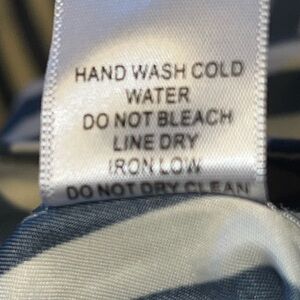 HAND WASH COLD
WATER
DO NOT BLEACH
LINE DRY
IRON LOW
DO NOT DRY CLEAN